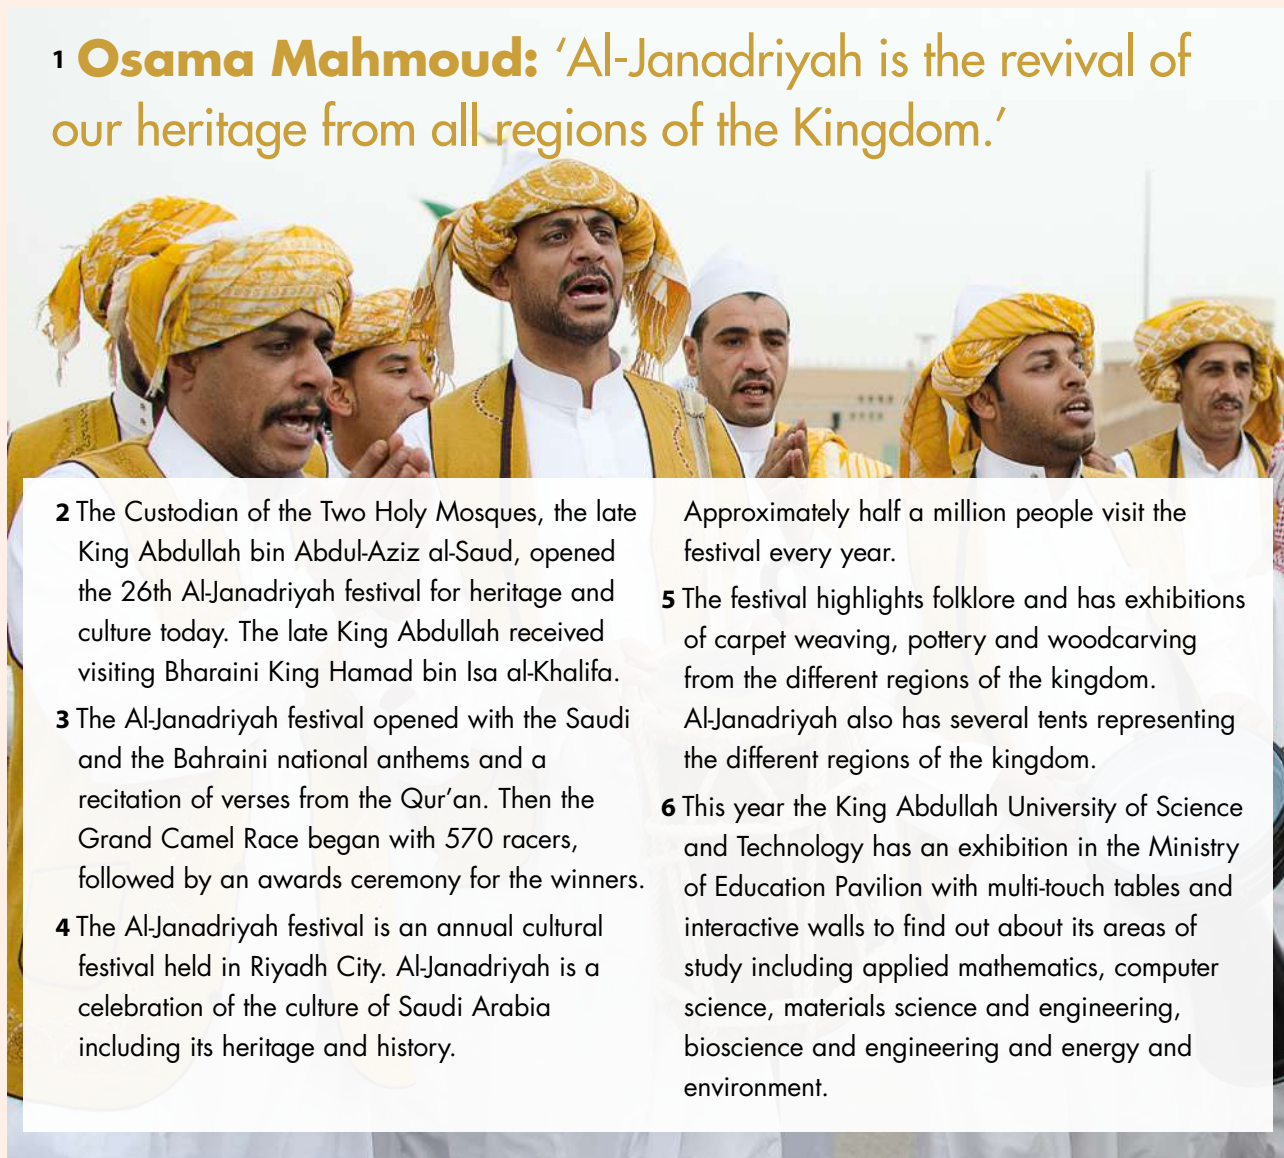 1 Osama Mahmoud: ‘Al-Janadriyah is the revival of
our heritage from all regions of the Kingdom.’
2 The Custodian of the Two Holy Mosques, the late
King Abdullah bin Abdul-Aziz al-Saud, opened
the 26th Al-Janadriyah festival for heritage and
culture today. The late King Abdullah received
visiting Bharaini King Hamad bin Isa al-Khalifa.
3 The Al-Janadriyah festival opened with the Saudi
and the Bahraini national anthems and a
recitation of verses from the Qur’an. Then the
Grand Camel Race began with 570 racers,
followed by an awards ceremony for the winners.
4 The Al-Janadriyah festival is an annual cultural
festival held in Riyadh City. Al-Janadriyah is a
celebration of the culture of Saudi Arabia
including its heritage and history.
Approximately half a million people visit the
festival every year.
5 The festival highlights folklore and has exhibitions
of carpet weaving, pottery and woodcarving
from the different regions of the kingdom.
Al-Janadriyah also has several tents representing
the different regions of the kingdom.
6 This year the King Abdullah University of Science
and Technology has an exhibition in the Ministry
of Education Pavilion with multi-touch tables and
interactive walls to find out about its areas of
study including applied mathematics, computer
science, materials science and engineering,
bioscience and engineering and energy and
environment.